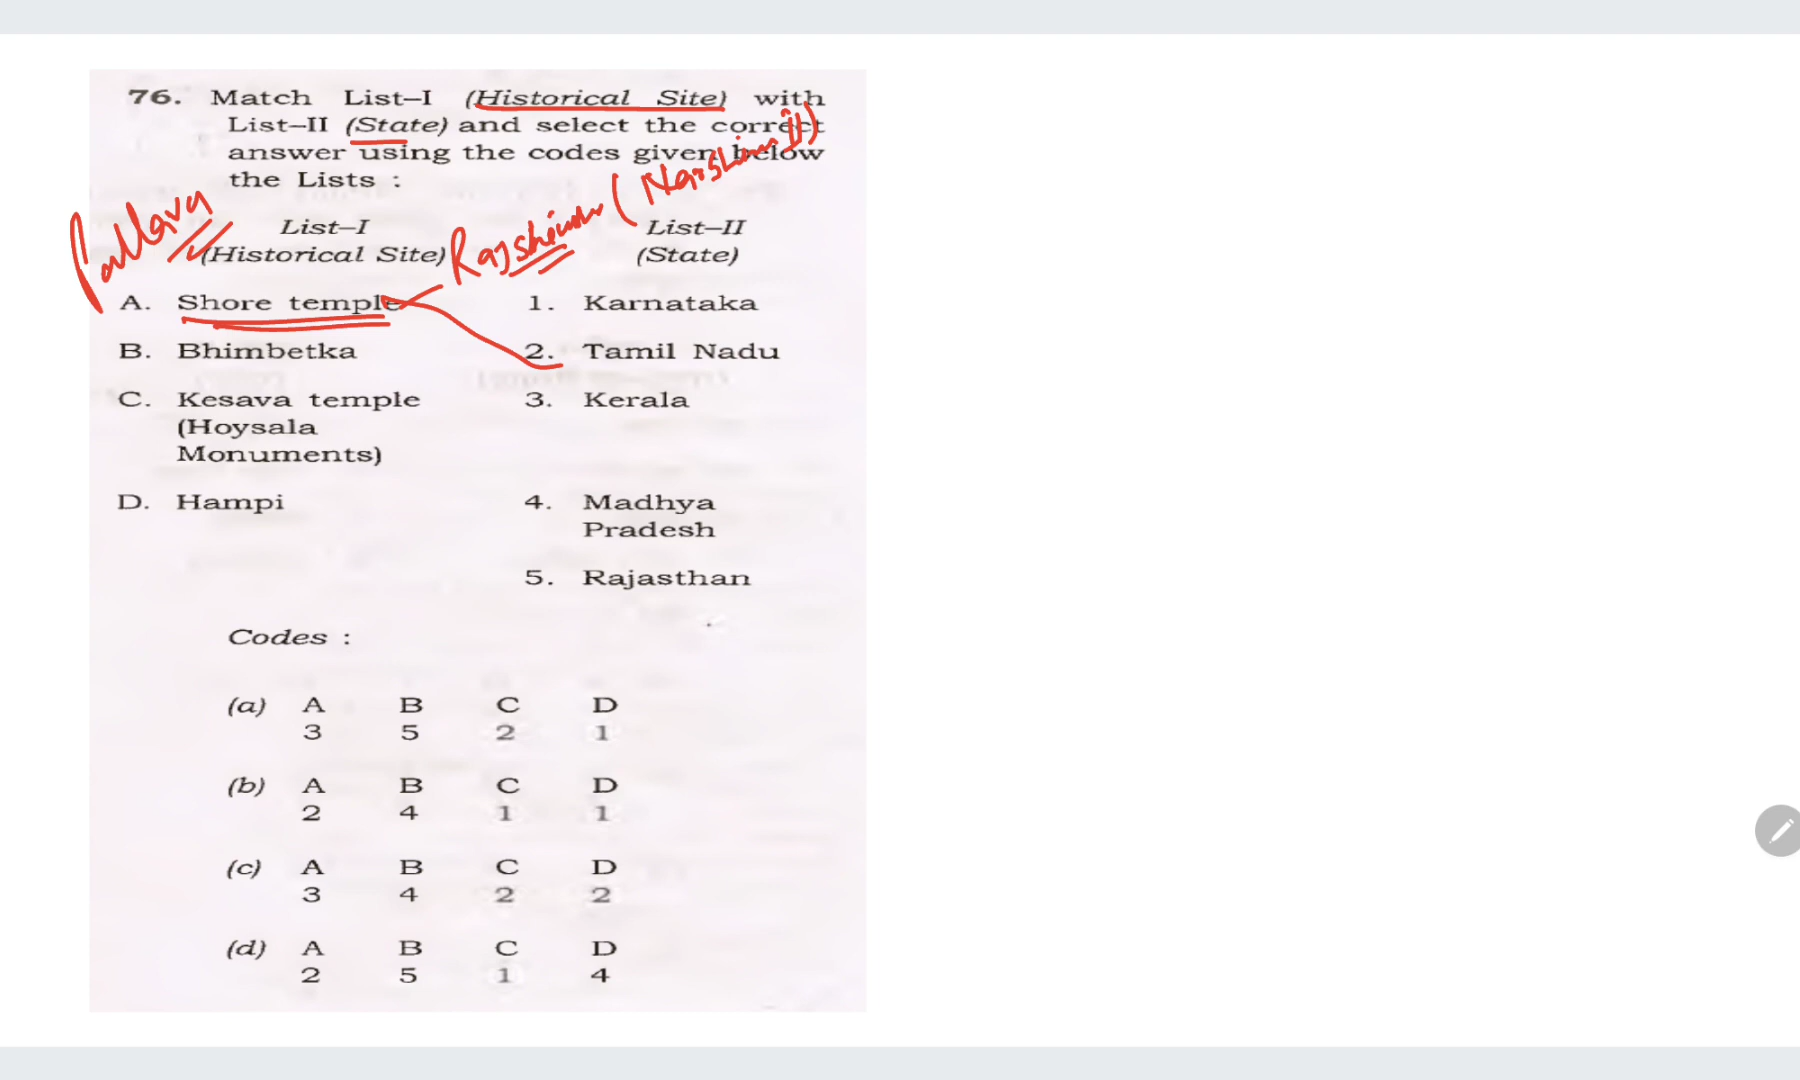 76. Match List–I (Historical Site) with
List–II (State) and select the correct
answer using the codes given below
the Lists :
Pallava
List–I
(Historical Site)
List–II
(State)
A. Shore temple
1. Karnataka
B. Bhimbetka
2. Tamil Nadu
C. Kesava temple
(Hoysala
Monuments)
3. Kerala
D. Hampi
4. Madhya
Pradesh
5. Rajasthan
Codes :
(a) A B C D
3 5 2 1
(b) A B C D
2 4 1 1
(c) A B C D
3 4 2 2
(d) A B C D
2 5 1 4